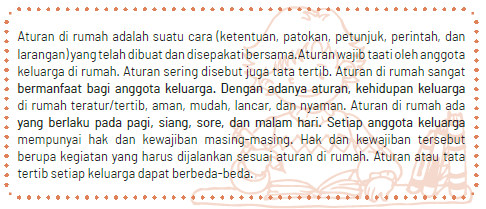 Aturan di rumah adalah suatu cara (ketentuan, patokan, petunjuk, perintah, dan
larangan) yang telah dibuat dan disepakati bersama. Aturan wajib taati oleh anggota
keluarga di rumah. Aturan sering disebut juga tata tertib. Aturan di rumah sangat
bermanfaat bagi anggota keluarga. Dengan adanya aturan, kehidupan keluarga
di rumah teratur/tertib, aman, mudah, lancar, dan nyaman. Aturan di rumah ada
yang berlaku pada pagi, siang, sore, dan malam hari. Setiap anggota keluarga
mempunyai hak dan kewajiban masing-masing. Hak dan kewajiban tersebut
berupa kegiatan yang harus dijalankan sesuai aturan di rumah. Aturan atau tata
tertib setiap keluarga dapat berbeda-beda.